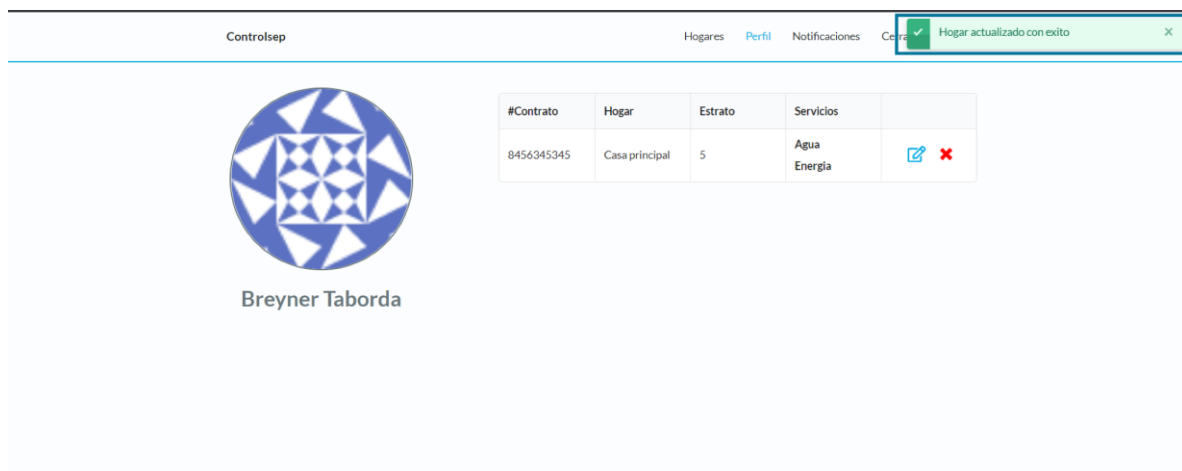 Controlsep
Hogares Perfil Notificaciones
Hogar actualizado con exito
#Contrato Hogar Estrato Servicios
8456345345 Casa principal 5 Agua
Energia
Breyner Taborda